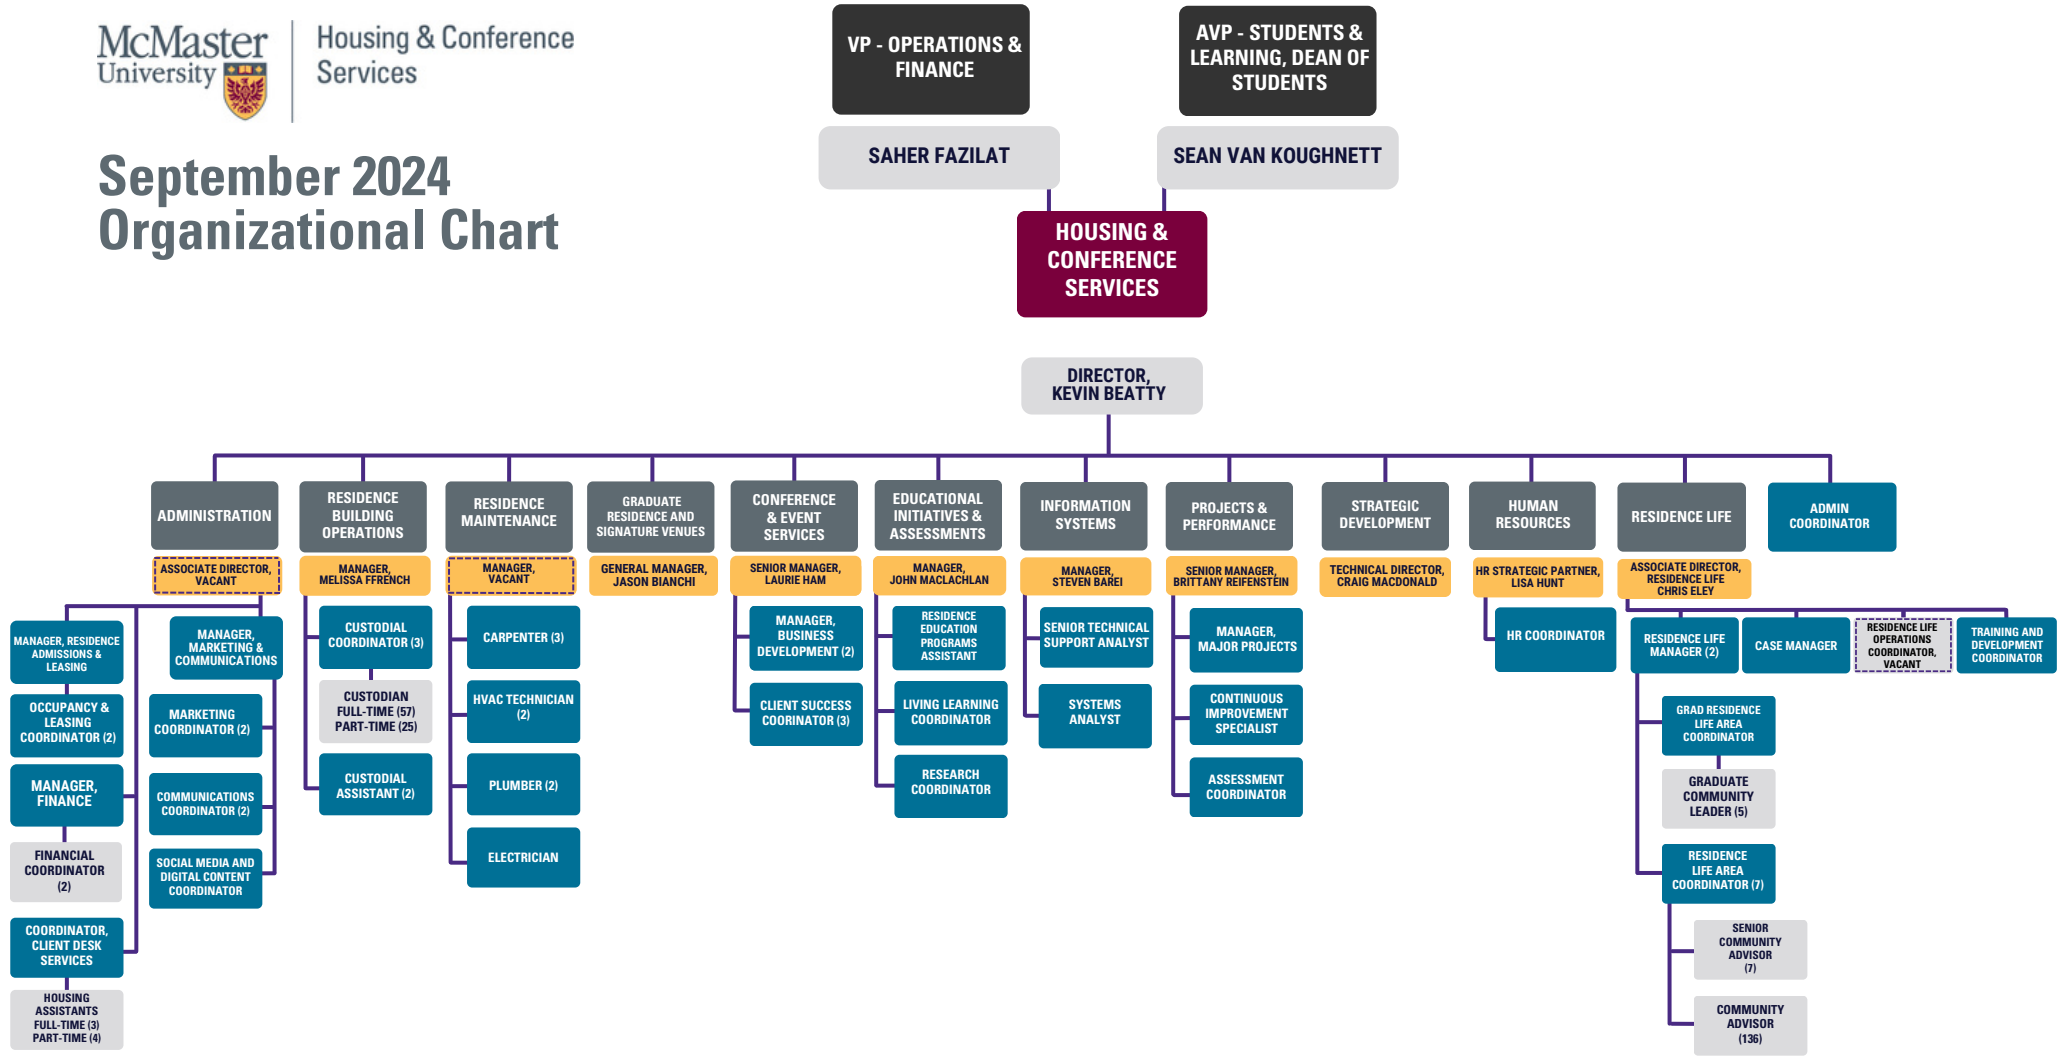 McMaster
University
Housing & Conference
Services
September 2024
Organizational Chart
VP - OPERATIONS &
FINANCE
SAHER FAZILAT
AVP - STUDENTS &
LEARNING, DEAN OF
STUDENTS
SEAN VAN KOUGHNETT
HOUSING &
CONFERENCE
SERVICES
DIRECTOR,
KEVIN BEATTY
ADMINISTRATION
ASSOCIATE DIRECTOR,
VACANT
MANAGER, RESIDENCE
ADMISSIONS &
LEASING
OCCUPANCY &
LEASING
COORDINATOR (2)
MANAGER,
FINANCE
FINANCIAL
COORDINATOR
(2)
COORDINATOR,
CLIENT DESK
SERVICES
HOUSING
ASSISTANTS
FULL-TIME (3)
PART-TIME (4)
MANAGER,
MARKETING &
COMMUNICATIONS
MARKETING
COORDINATOR (2)
COMMUNICATIONS
COORDINATOR (2)
SOCIAL MEDIA AND
DIGITAL CONTENT
COORDINATOR
RESIDENCE
BUILDING
OPERATIONS
MANAGER,
MELISSA FFRENCH
CUSTODIAL
COORDINATOR (3)
CUSTODIAN
FULL-TIME (57)
PART-TIME (25)
CUSTODIAL
ASSISTANT (2)
RESIDENCE
MAINTENANCE
MANAGER,
VACANT
CARPENTER (3)
HVAC TECHNICIAN
(2)
PLUMBER (2)
ELECTRICIAN
GRADUATE
RESIDENCE AND
SIGNATURE VENUES
GENERAL MANAGER,
JASON BIANCHI
CONFERENCE
& EVENT
SERVICES
SENIOR MANAGER,
LAURIE HAM
MANAGER,
BUSINESS
DEVELOPMENT (2)
CLIENT SUCCESS
COORINATOR (3)
EDUCATIONAL
INITIATIVES &
ASSESSMENTS
MANAGER,
JOHN MACLACHLAN
RESIDENCE
EDUCATION
PROGRAMS
ASSISTANT
LIVING LEARNING
COORDINATOR
RESEARCH
COORDINATOR
INFORMATION
SYSTEMS
MANAGER,
STEVEN BAREI
SENIOR TECHNICAL
SUPPORT ANALYST
SYSTEMS
ANALYST
PROJECTS &
PERFORMANCE
SENIOR MANAGER,
BRITTANY REIFENSTEIN
MANAGER,
MAJOR PROJECTS
CONTINUOUS
IMPROVEMENT
SPECIALIST
ASSESSMENT
COORDINATOR
STRATEGIC
DEVELOPMENT
TECHNICAL DIRECTOR,
CRAIG MACDONALD
HUMAN
RESOURCES
HR STRATEGIC PARTNER,
LISA HUNT
HR COORDINATOR
RESIDENCE LIFE
ASSOCIATE DIRECTOR,
RESIDENCE LIFE
CHRIS ELEY
RESIDENCE LIFE
MANAGER (2)
GRAD RESIDENCE
LIFE AREA
COORDINATOR
GRADUATE
COMMUNITY
LEADER (5)
RESIDENCE
LIFE AREA
COORDINATOR (7)
SENIOR
COMMUNITY
ADVISOR
(7)
COMMUNITY
ADVISOR
(136)
CASE MANAGER
RESIDENCE LIFE
OPERATIONS
COORDINATOR,
VACANT
TRAINING AND
DEVELOPMENT
COORDINATOR
ADMIN
COORDINATOR